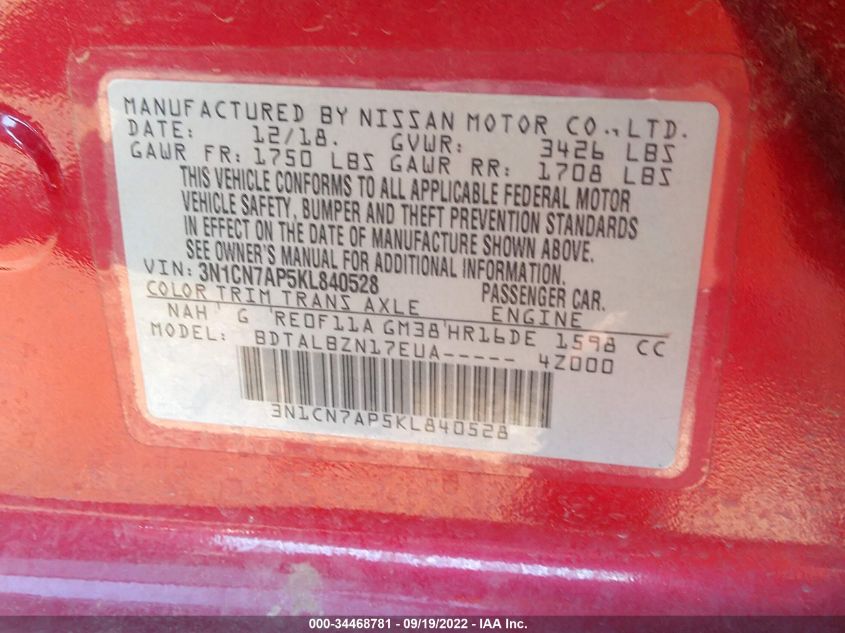 MANUFACTURED BY NISSAN MOTOR CO., LTD.
DATE: 12/18. GVWR: 3426 LBS
GAWR FR: 1750 LBS GAWR RR: 1708 LBS
THIS VEHICLE CONFORMS TO ALL APPLICABLE FEDERAL MOTOR
VEHICLE SAFETY, BUMPER AND THEFT PREVENTION STANDARDS
IN EFFECT ON THE DATE OF MANUFACTURE SHOWN ABOVE.
SEE OWNER'S MANUAL FOR ADDITIONAL INFORMATION.
VIN: 3N1CN7AP5KL840528 PASSENGER CAR.
COLOR TRIM TRANS AXLE ENGINE
NAH G RE0F11A GM38 HR16DE 1598 CC
MODEL: BDTALBZN17EUA----- 4Z000
3N1CN7AP5KL840528
000-34468781 - 09/19/2022 - IAA Inc.